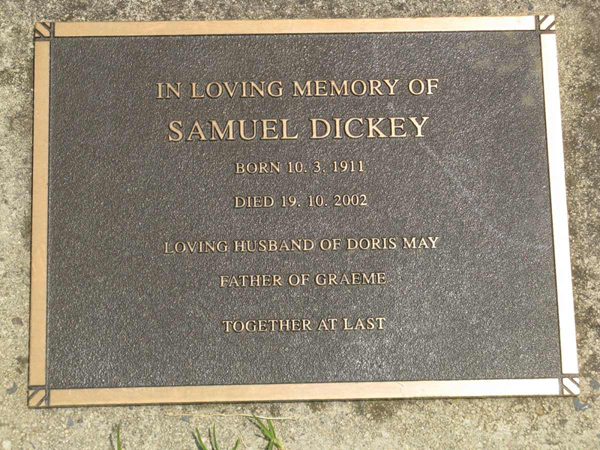 IN LOVING MEMORY OF
SAMUEL DICKEY
BORN 10. 3. 1911
DIED 19. 10. 2002
LOVING HUSBAND OF DORIS MAY
FATHER OF GRAEME
TOGETHER AT LAST